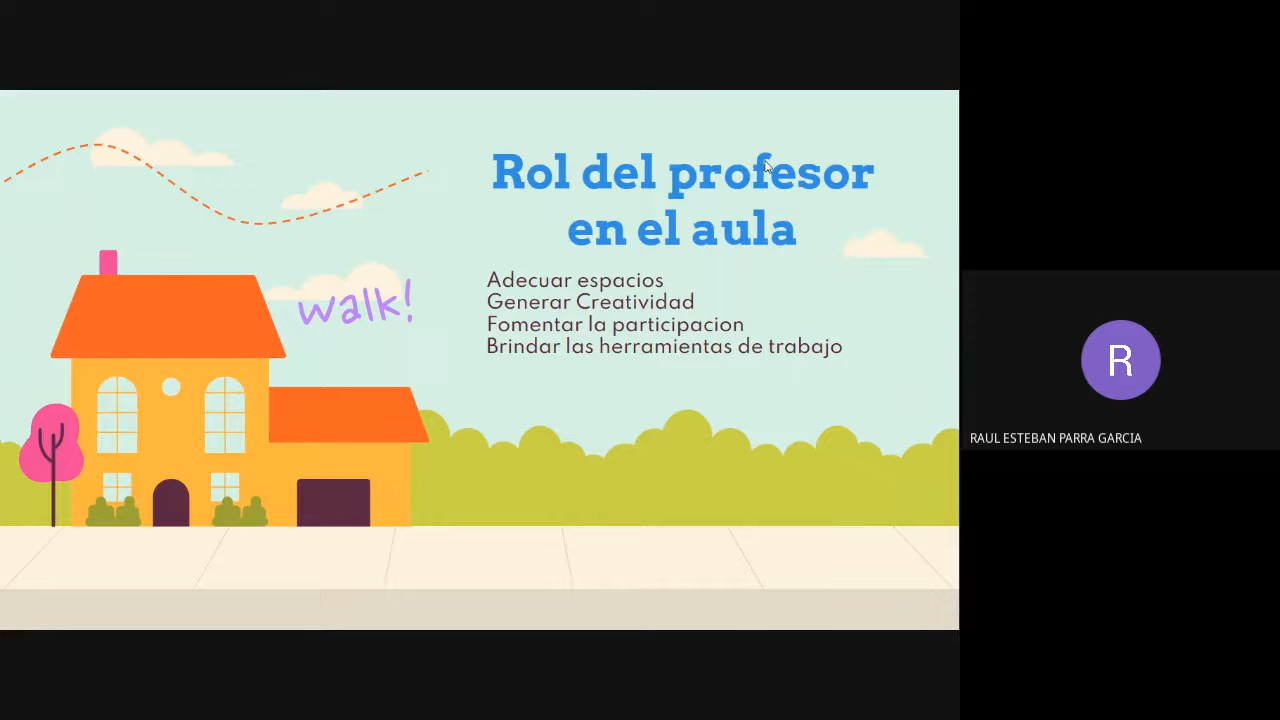 Rol del profesor
en el aula
walk!
Adecuar espacios
Generar Creatividad
Fomentar la participacion
Brindar las herramientas de trabajo
R
RAUL ESTEBAN PARRA GARCIA